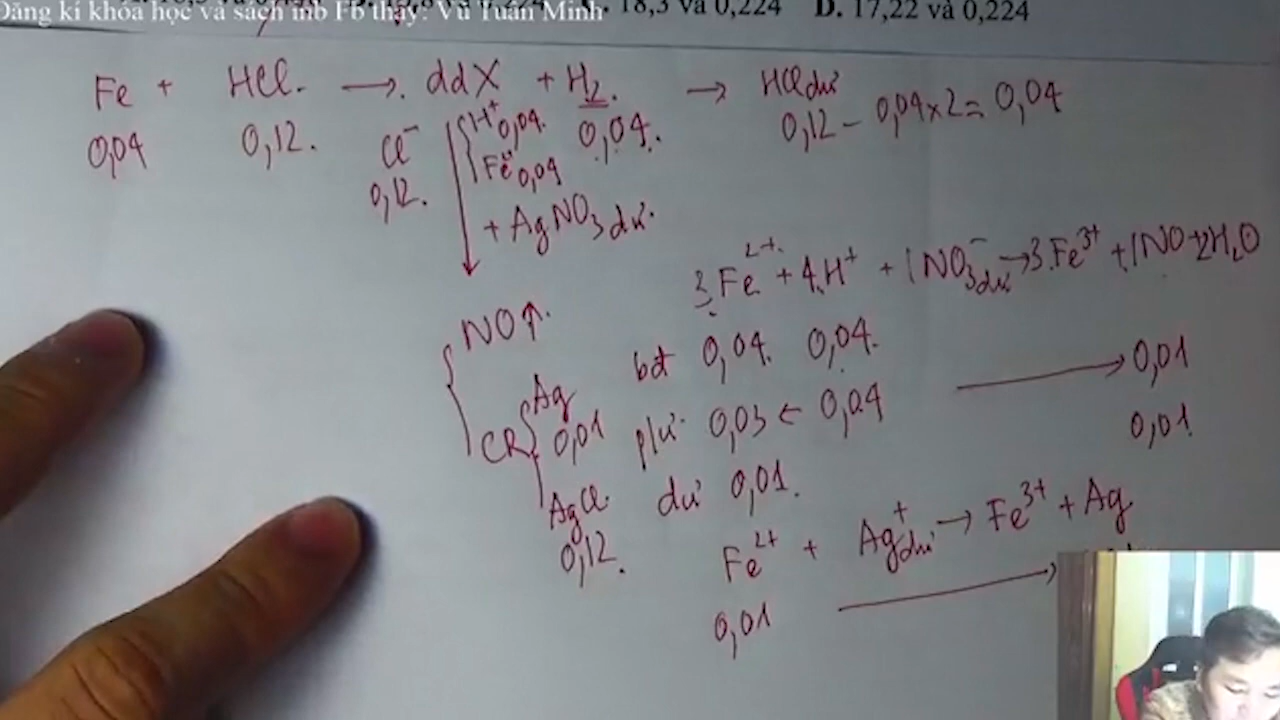 Đăng kí khóa học và sách inb Fb thầy: Vũ Tuấn Minh
18,3 và 0,224 D. 17,22 và 0,224
Fe + HCl. → ddX + H2. → HCl dư
0,04 0,12. Cl⁻ H⁺ 0,04. 0,04. 0,12 - 0,04x2 = 0,04
0,12. Fe²⁺ 0,04
+ AgNO3 dư.
3Fe²⁺ + 4H⁺ + 1NO3⁻ dư → 3Fe³⁺ + 1NO + 2H2O
NO↑. bđ 0,04. 0,04. → 0,01
CR Ag 0,01 pư 0,03 ← 0,04 0,01
AgCl dư 0,01.
0,12. Fe²⁺ + Ag⁺ dư → Fe³⁺ + Ag
0,01 →